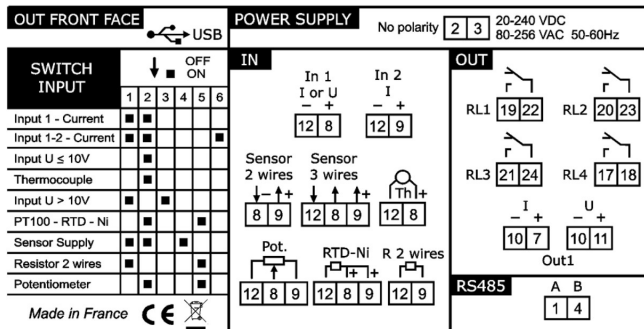 OUT FRONT FACE
USB
SWITCH INPUT
OFF
ON
1 2 3 4 5 6
Input 1 - Current
Input 1-2 - Current
Input U ≤ 10V
Thermocouple
Input U > 10V
PT100 - RTD - Ni
Sensor Supply
Resistor 2 wires
Potentiometer
Made in France CE
POWER SUPPLY
No polarity 2 3 20-240 VDC
80-256 VAC 50-60Hz
IN
In 1
I or U
- +
12 8
In 2
I
- +
12 9
Sensor
2 wires
- +
8 9
Sensor
3 wires
- +
12 8 9
Th +
12 8
Pot.
12 8 9
RTD-Ni
+ +
12 8 9
R 2 wires
12 9
OUT
RL1 19 22
RL2 20 23
RL3 21 24
RL4 17 18
I
- +
10 7
U
- +
10 11
Out1
RS485
A B
1 4